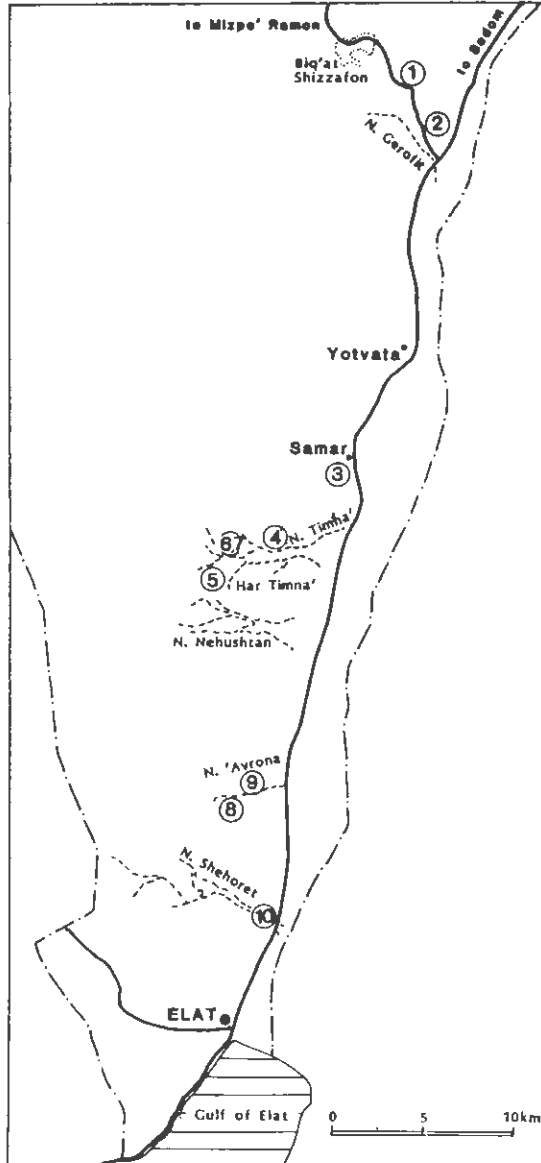 to Mizpe' Ramon
to Sedom
Biq'at
Shizzafon
1
2
N. Gerofit
Yotvata
Samar
3
N. Timna'
4
6,7
5
Har Timna'
N. Nehushtan
N. 'Avrona
9
8
N. Shehoret
10
ELAT
Gulf of Elat
0 5 10km